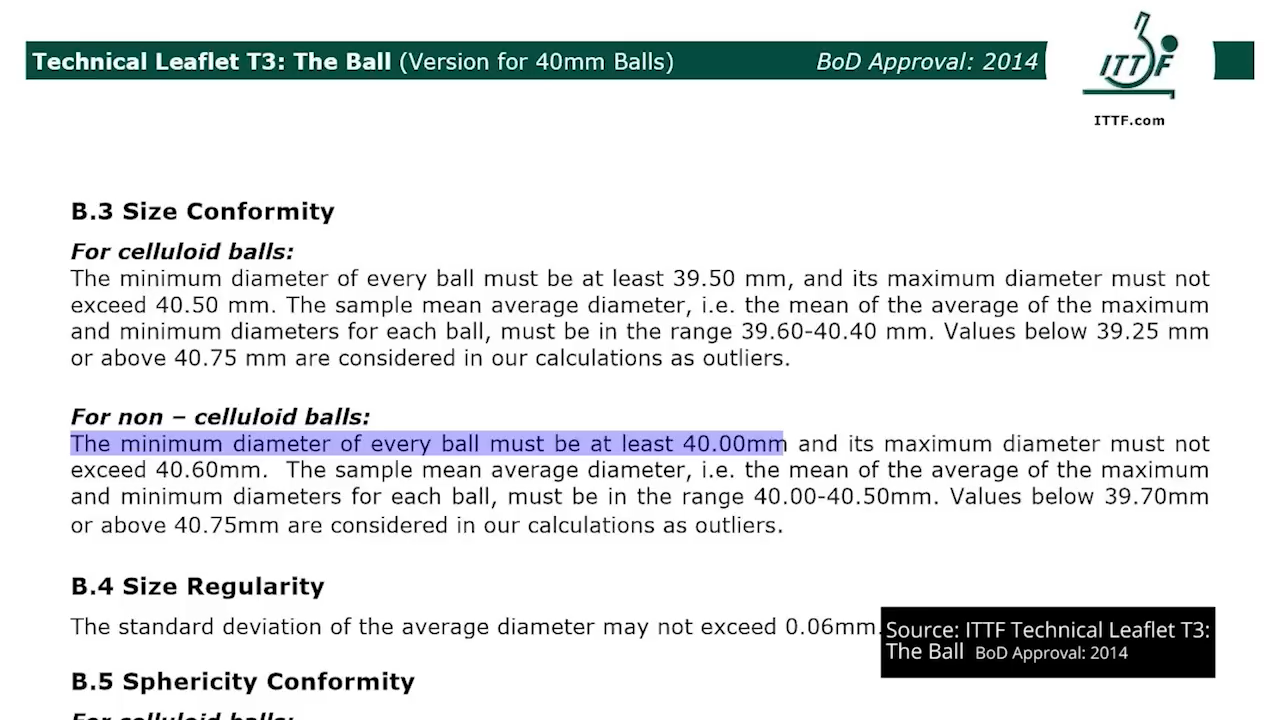 Technical Leaflet T3: The Ball (Version for 40mm Balls)
BoD Approval: 2014
ITTF
ITTF.com
B.3 Size Conformity
For celluloid balls:
The minimum diameter of every ball must be at least 39.50 mm, and its maximum diameter must not
exceed 40.50 mm. The sample mean average diameter, i.e. the mean of the average of the maximum
and minimum diameters for each ball, must be in the range 39.60-40.40 mm. Values below 39.25 mm
or above 40.75 mm are considered in our calculations as outliers.
For non – celluloid balls:
The minimum diameter of every ball must be at least 40.00mm and its maximum diameter must not
exceed 40.60mm. The sample mean average diameter, i.e. the mean of the average of the maximum
and minimum diameters for each ball, must be in the range 40.00-40.50mm. Values below 39.70mm
or above 40.75mm are considered in our calculations as outliers.
B.4 Size Regularity
The standard deviation of the average diameter may not exceed 0.06mm.
Source: ITTF Technical Leaflet T3:
The Ball BoD Approval: 2014
B.5 Sphericity Conformity
For celluloid balls: